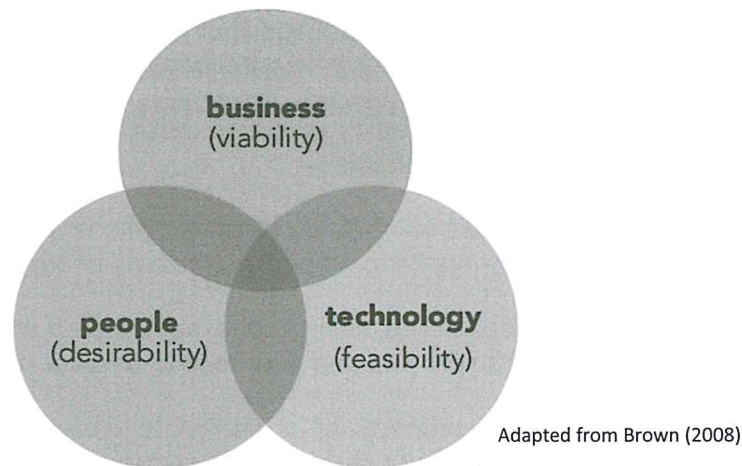 business
(viability)
people
(desirability)
technology
(feasibility)
Adapted from Brown (2008)